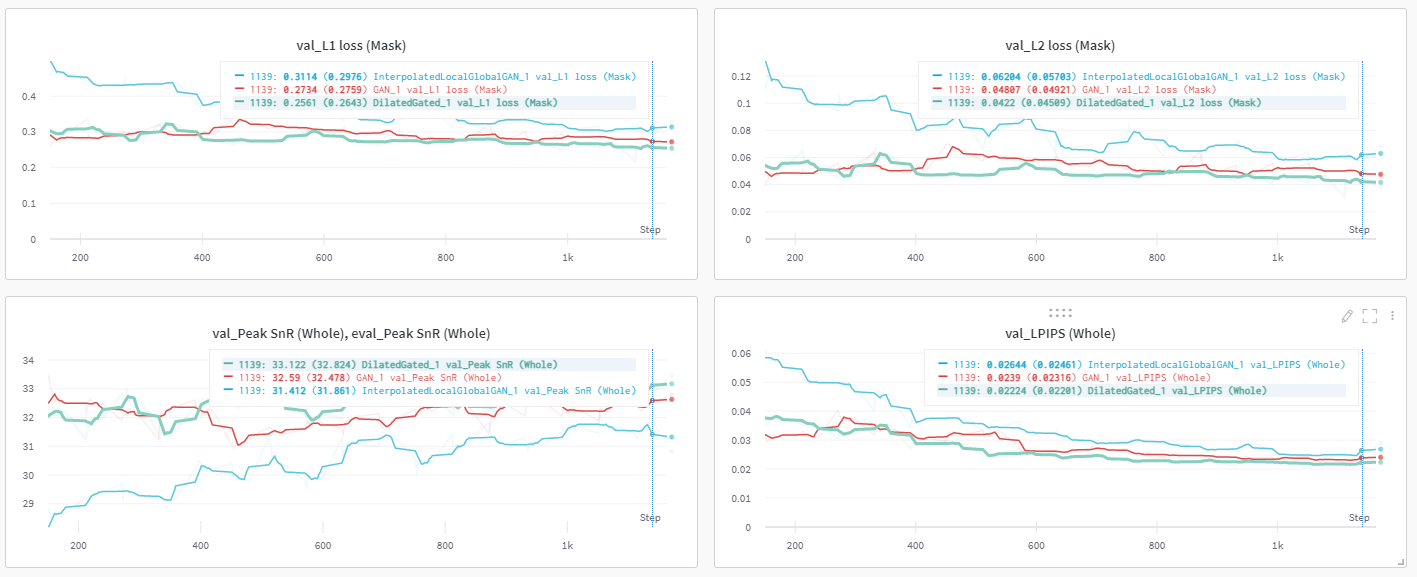 val_L1 loss (Mask)
1139: 0.3114 (0.2976) InterpolatedLocalGlobalGAN_1 val_L1 loss (Mask)
1139: 0.2734 (0.2759) GAN_1 val_L1 loss (Mask)
1139: 0.2561 (0.2643) DilatedGated_1 val_L1 loss (Mask)
0.4
0.3
0.2
0.1
0
Step
200
400
600
800
1k
val_L2 loss (Mask)
1139: 0.06204 (0.05703) InterpolatedLocalGlobalGAN_1 val_L2 loss (Mask)
1139: 0.04807 (0.04921) GAN_1 val_L2 loss (Mask)
1139: 0.0422 (0.04509) DilatedGated_1 val_L2 loss (Mask)
0.12
0.1
0.08
0.06
0.04
0.02
0
Step
200
400
600
800
1k
val_Peak SnR (Whole), eval_Peak SnR (Whole)
1139: 33.122 (32.824) DilatedGated_1 val_Peak SnR (Whole)
1139: 32.59 (32.478) GAN_1 val_Peak SnR (Whole)
1139: 31.412 (31.861) InterpolatedLocalGlobalGAN_1 val_Peak SnR (Whole)
34
33
32
31
30
29
Step
200
400
600
800
1k
val_LPIPS (Whole)
1139: 0.02644 (0.02461) InterpolatedLocalGlobalGAN_1 val_LPIPS (Whole)
1139: 0.0239 (0.02316) GAN_1 val_LPIPS (Whole)
1139: 0.02224 (0.02201) DilatedGated_1 val_LPIPS (Whole)
0.06
0.05
0.04
0.03
0.02
0.01
0
Step
200
400
600
800
1k